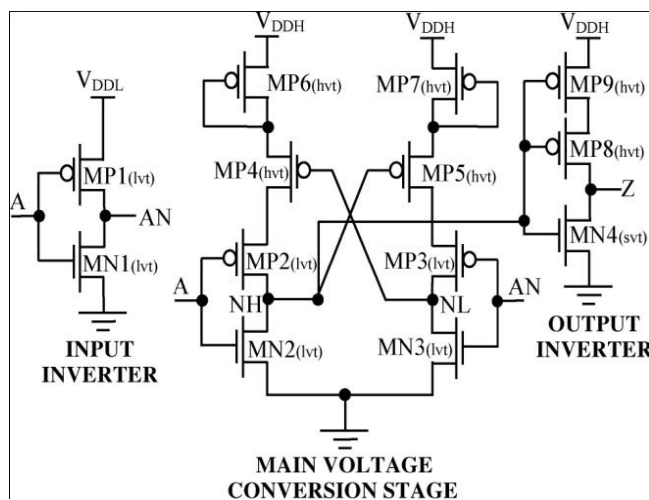 VDDH VDDH VDDH
VDDL
MP6(hvt) MP7(hvt) MP9(hvt)
MP1(lvt) MP4(hvt) MP5(hvt) MP8(hvt)
A AN Z
MN1(lvt) MP2(lvt) MP3(lvt) MN4(svt)
A NH NL AN
INPUT
INVERTER
MN2(lvt) MN3(lvt)
OUTPUT
INVERTER
MAIN VOLTAGE
CONVERSION STAGE